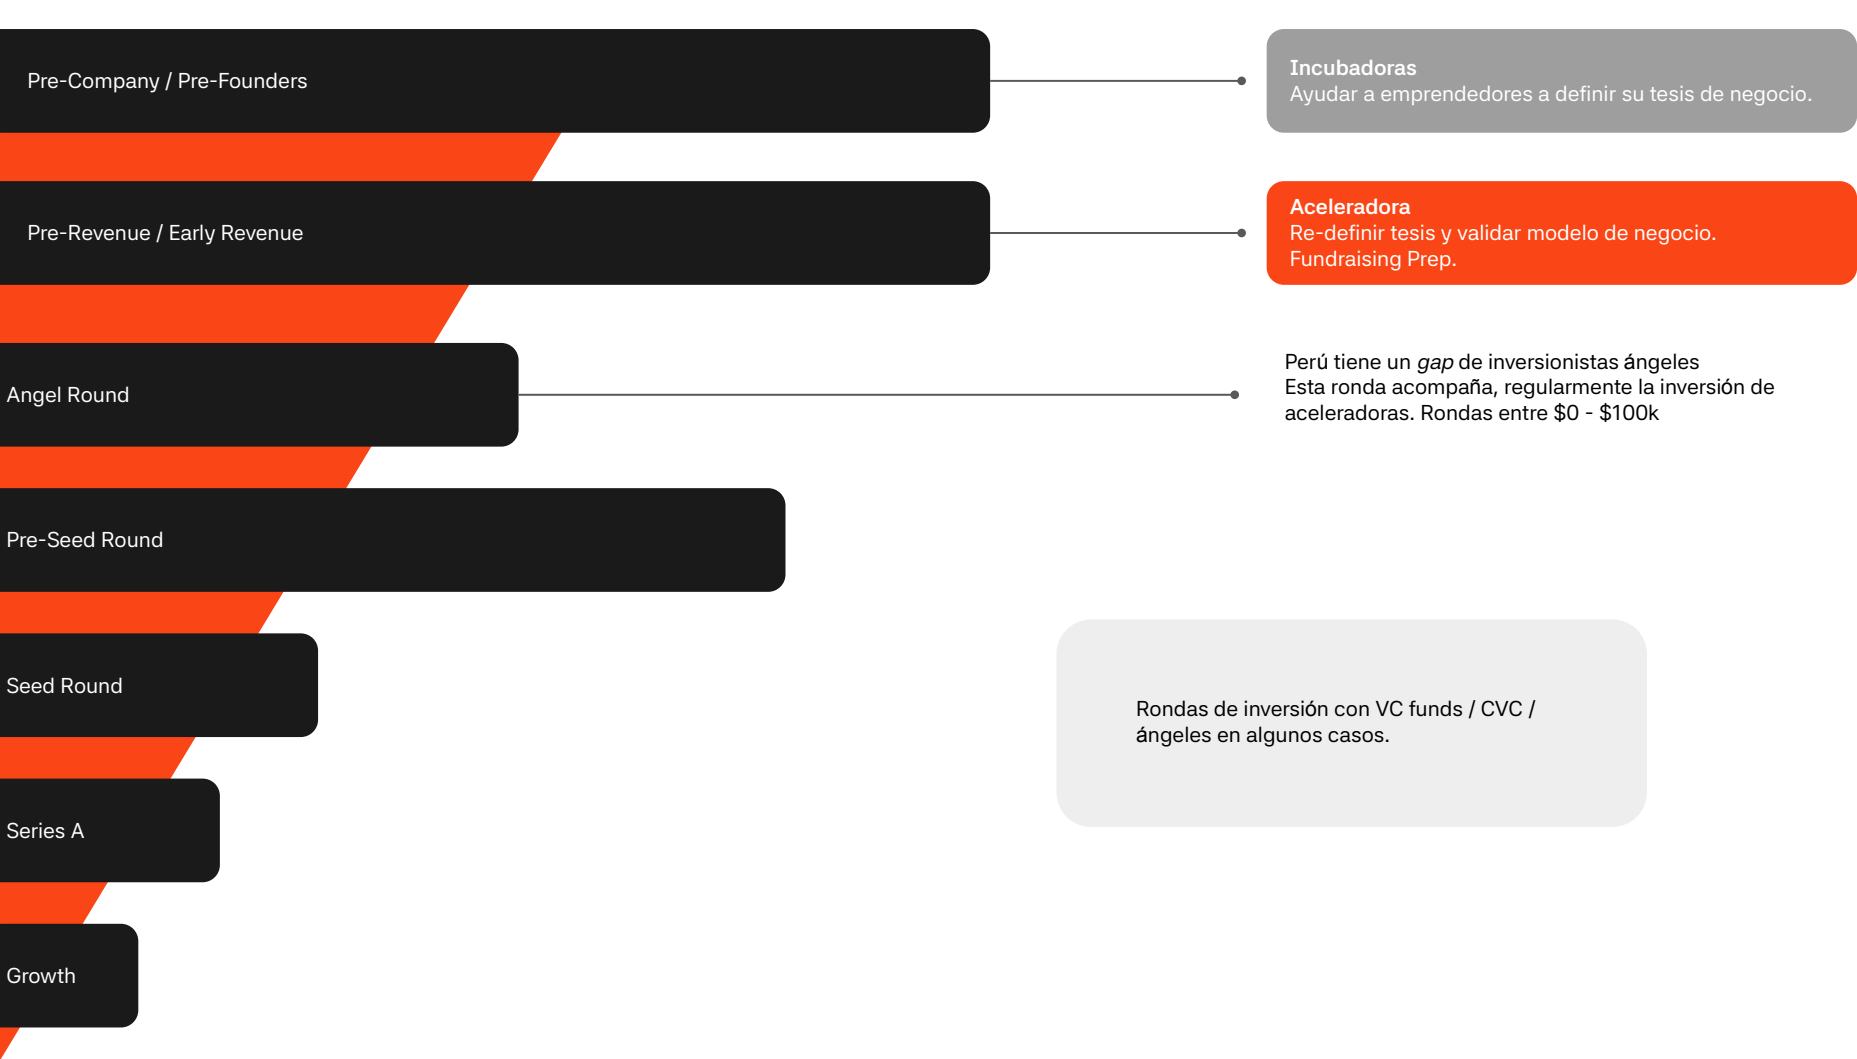 Pre-Company / Pre-Founders
Incubadoras
Ayudar a emprendedores a definir su tesis de negocio.
Pre-Revenue / Early Revenue
Aceleradora
Re-definir tesis y validar modelo de negocio.
Fundraising Prep.
Angel Round
Perú tiene un gap de inversionistas ángeles
Esta ronda acompaña, regularmente la inversión de
aceleradoras. Rondas entre $0 - $100k
Pre-Seed Round
Seed Round
Rondas de inversión con VC funds / CVC /
ángeles en algunos casos.
Series A
Growth